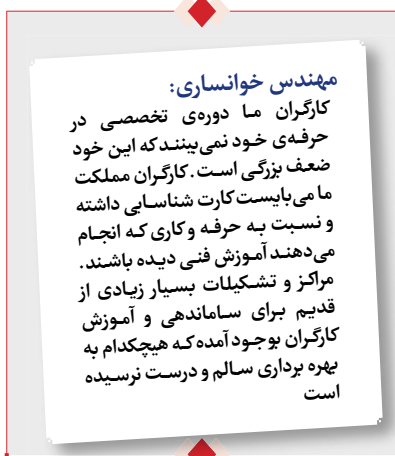 مهندس خوانساری:
کارگران ما دوره‌ی تخصصی در
حرفه‌ی خود نمی‌بینند که این خود
ضعف بزرگی است. کارگران مملکت
ما می‌بایست کارت شناسایی داشته
و نسبت به حرفه و کاری که انجام
می‌دهند آموزش فنی دیده باشند.
مراکز و تشکیلات بسیار زیادی از
قدیم برای ساماندهی و آموزش
کارگران بوجود آمده که هیچکدام به
بهره برداری سالم و درست نرسیده
است